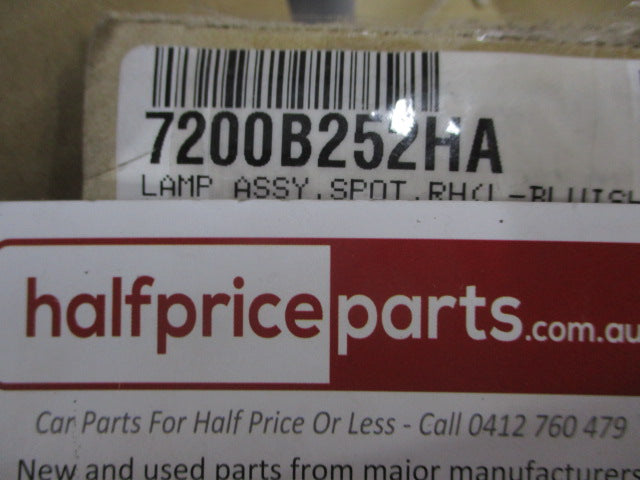 7200B252HA
LAMP ASSY,SPOT,RH(L-BLUISH
halfpriceparts.com.au
Car Parts For Half Price Or Less - Call 0412 760 479
New and used parts from major manufacturers